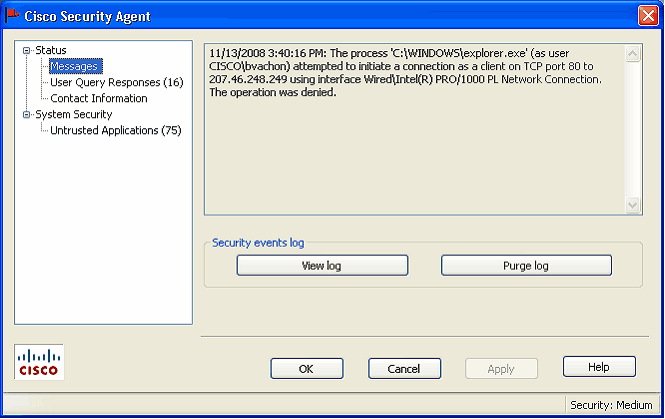 Cisco Security Agent
Status
Messages
User Query Responses (16)
Contact Information
System Security
Untrusted Applications (75)
11/13/2008 3:40:16 PM: The process 'C:\WINDOWS\explorer.exe' (as user
CISCO\bvachon) attempted to initiate a connection as a client on TCP port 80 to
207.46.248.249 using interface Wired\Intel(R) PRO/1000 PL Network Connection.
The operation was denied.
Security events log
View log
Purge log
CISCO
OK
Cancel
Apply
Help
Security: Medium